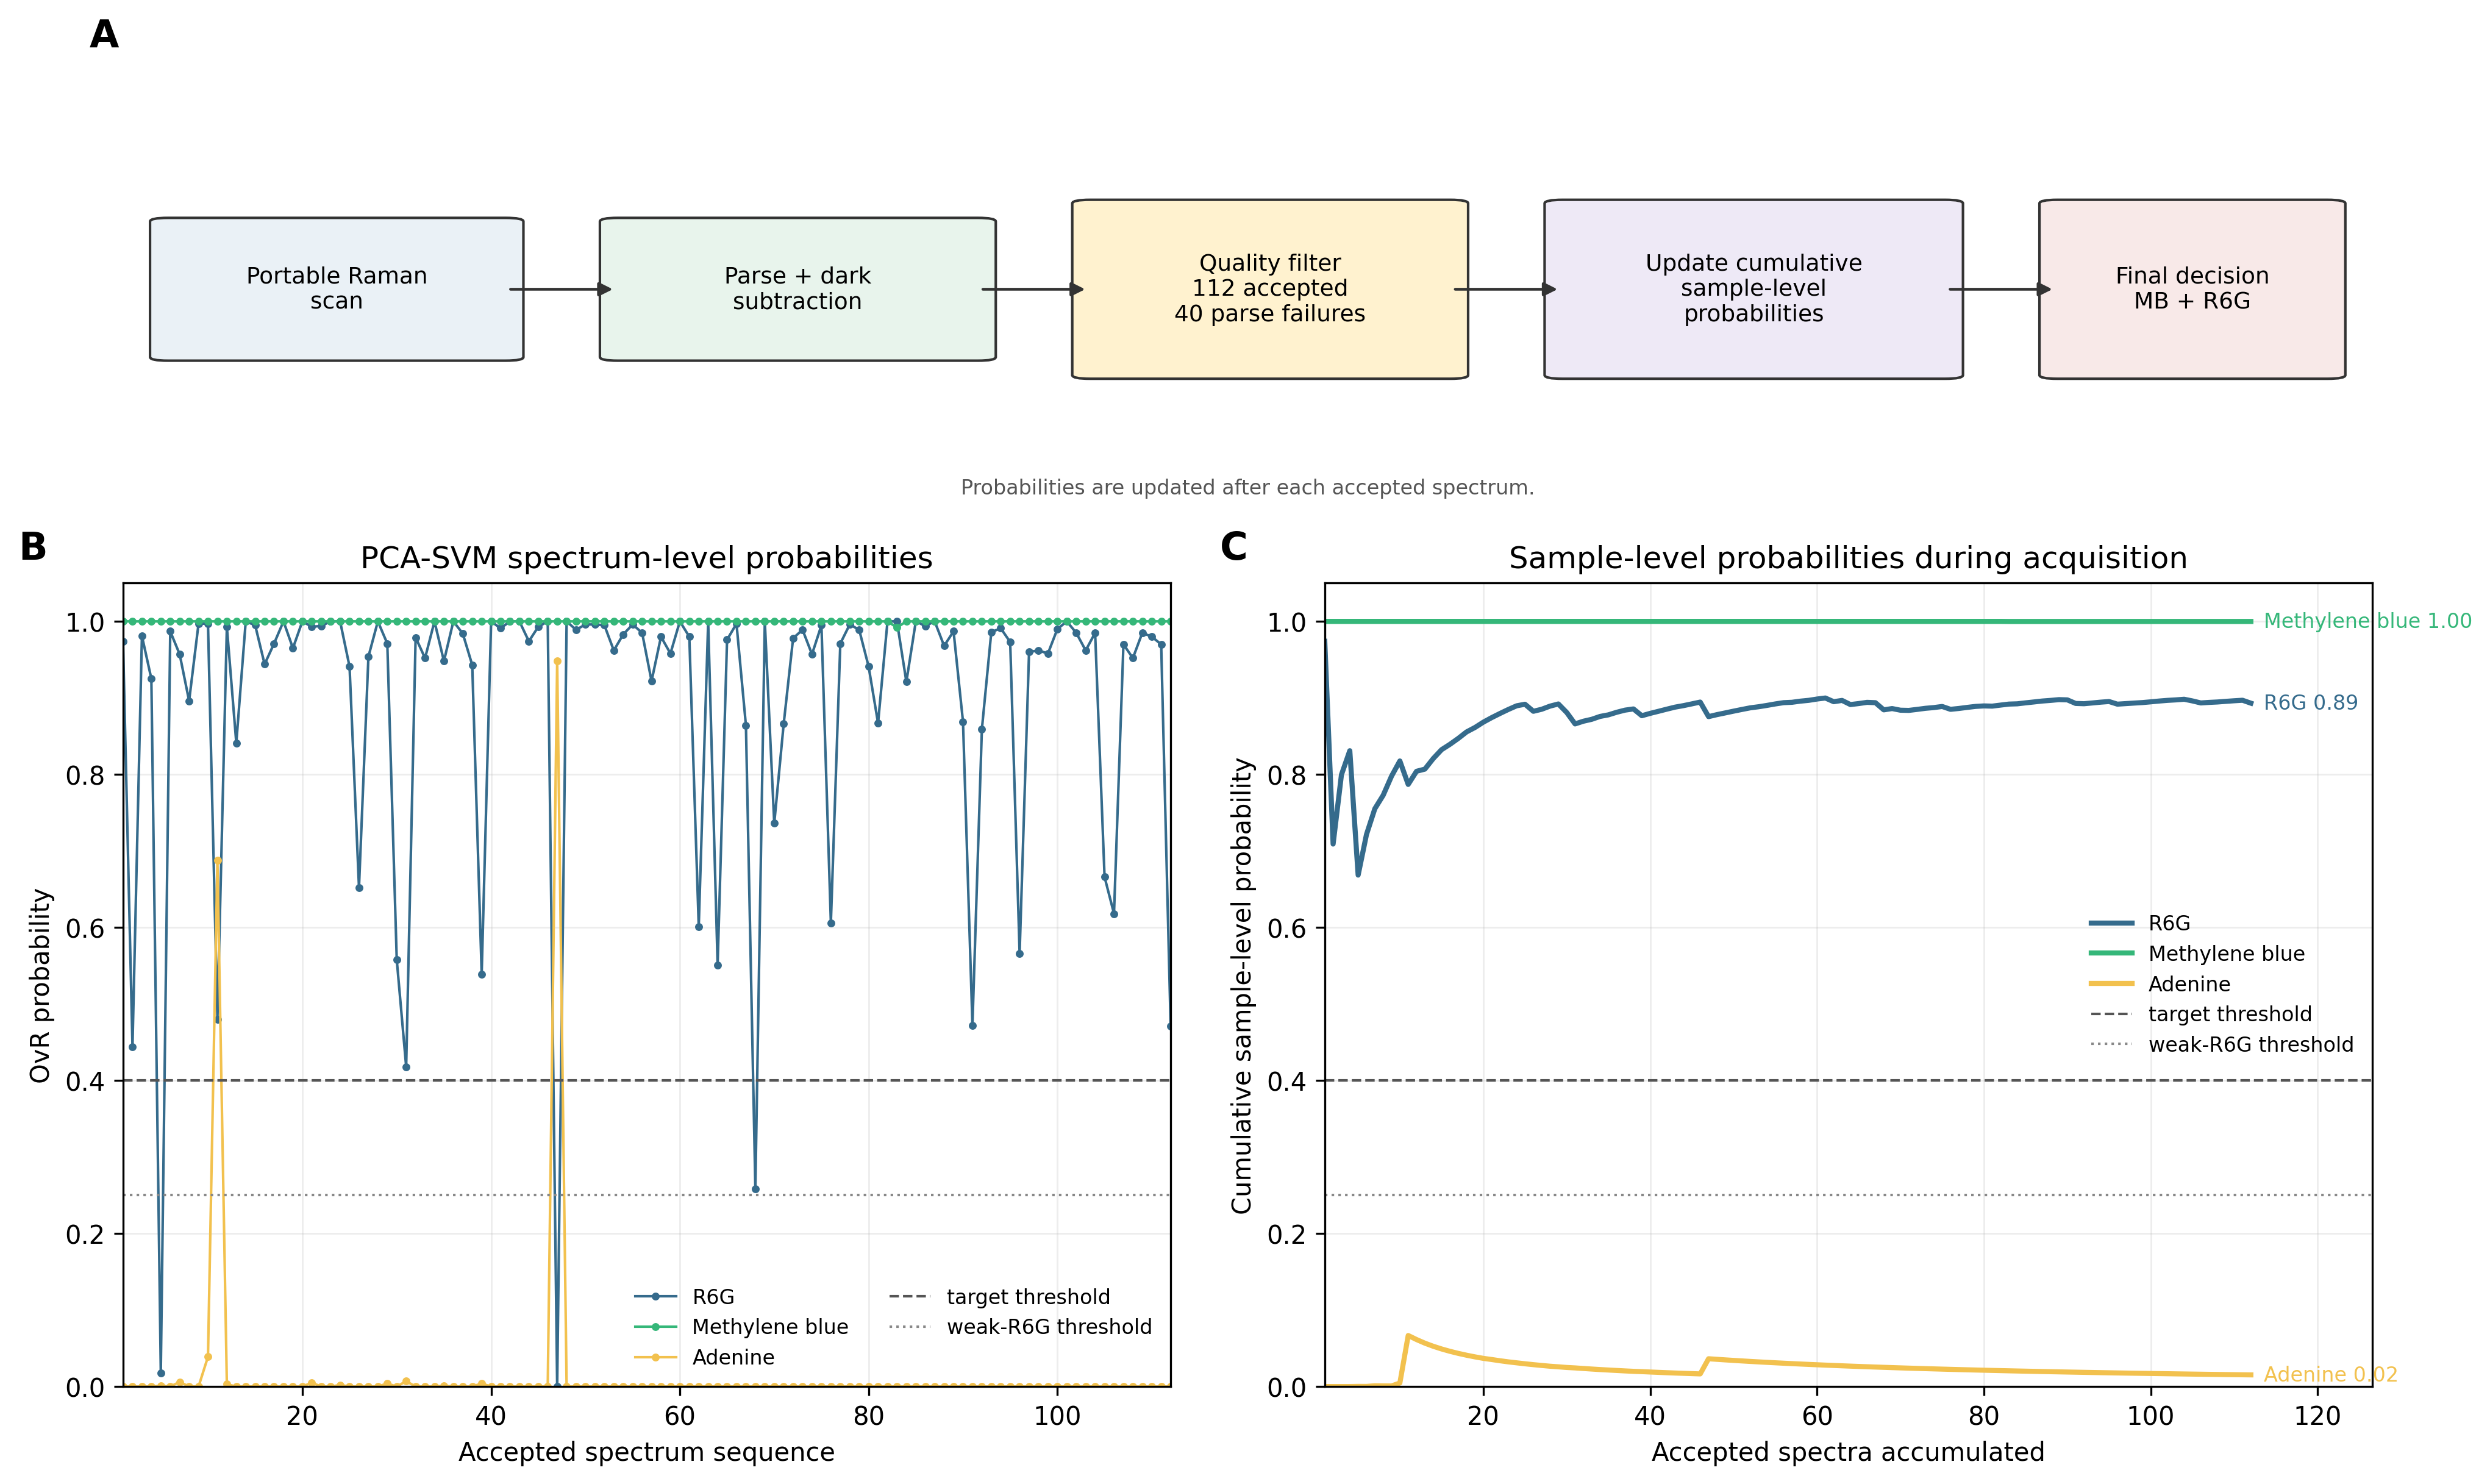 A
Portable Raman
scan
Parse + dark
subtraction
Quality filter
112 accepted
40 parse failures
Update cumulative
sample-level
probabilities
Final decision
MB + R6G
Probabilities are updated after each accepted spectrum.
B
PCA-SVM spectrum-level probabilities
OvR probability
1.0
0.8
0.6
0.4
0.2
0.0
20
40
60
80
100
Accepted spectrum sequence
R6G
Methylene blue
Adenine
target threshold
weak-R6G threshold
C
Sample-level probabilities during acquisition
Cumulative sample-level probability
1.0
0.8
0.6
0.4
0.2
0.0
20
40
60
80
100
120
Accepted spectra accumulated
Methylene blue 1.00
R6G 0.89
R6G
Methylene blue
Adenine
target threshold
weak-R6G threshold
Adenine 0.02